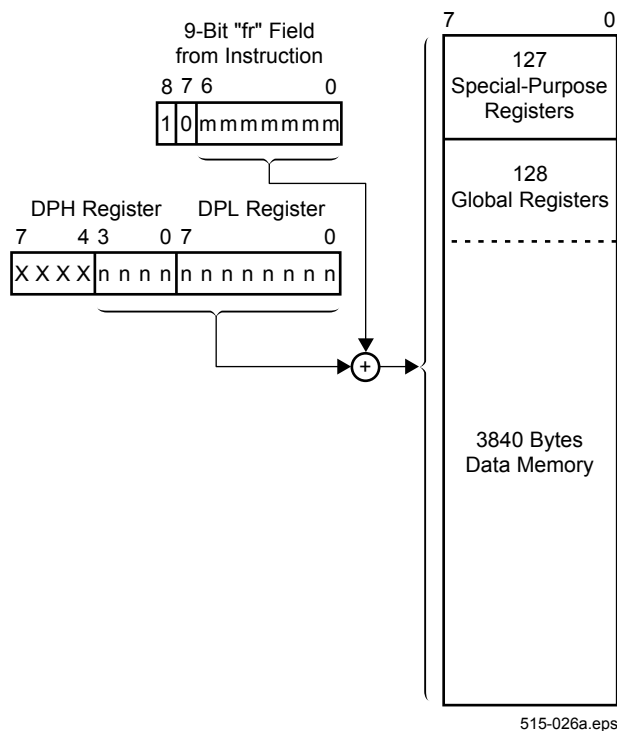 9-Bit "fr" Field
from Instruction
8 7 6 0
1 0 m m m m m m m
DPH Register DPL Register
7 4 3 0 7 0
X X X X n n n n n n n n n n n n
+
7 0
127
Special-Purpose
Registers
128
Global Registers
3840 Bytes
Data Memory
515-026a.eps